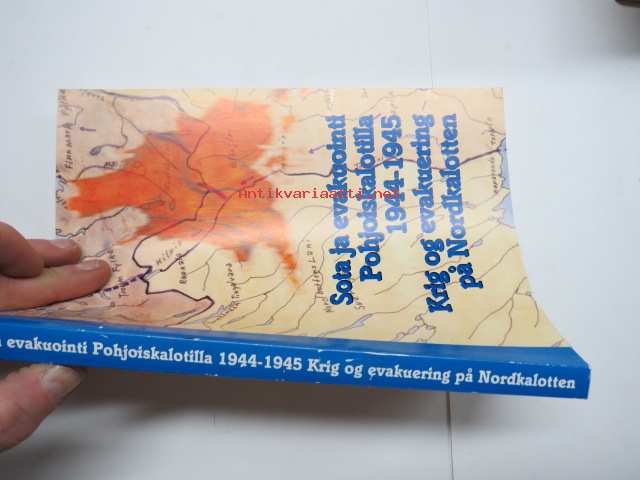 Sota ja evakuointi
Pohjoiskalotilla
1944-1945
Krig og evakuering
på Nordkalotten
evakuointi Pohjoiskalotilla 1944-1945 Krig og evakuering på Nordkalotten
antikvariaatti.net
Finnmark